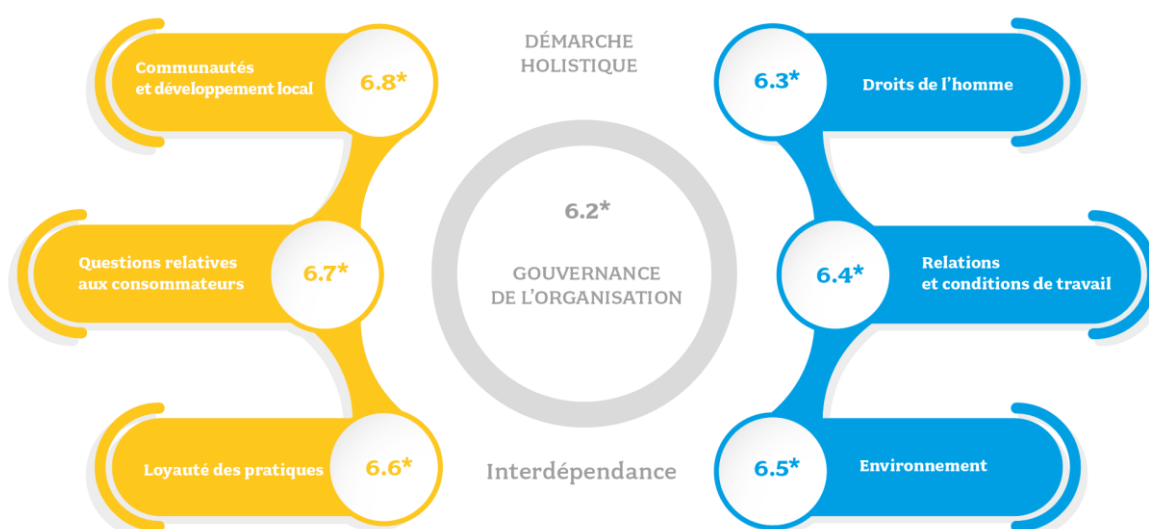 DÉMARCHE
HOLISTIQUE
Communautés
et développement local
6.8*
6.3*
Droits de l'homme
6.2*
GOUVERNANCE
DE L'ORGANISATION
Questions relatives
aux consommateurs
6.7*
6.4*
Relations
et conditions de travail
Loyauté des pratiques
6.6*
Interdépendance
6.5*
Environnement